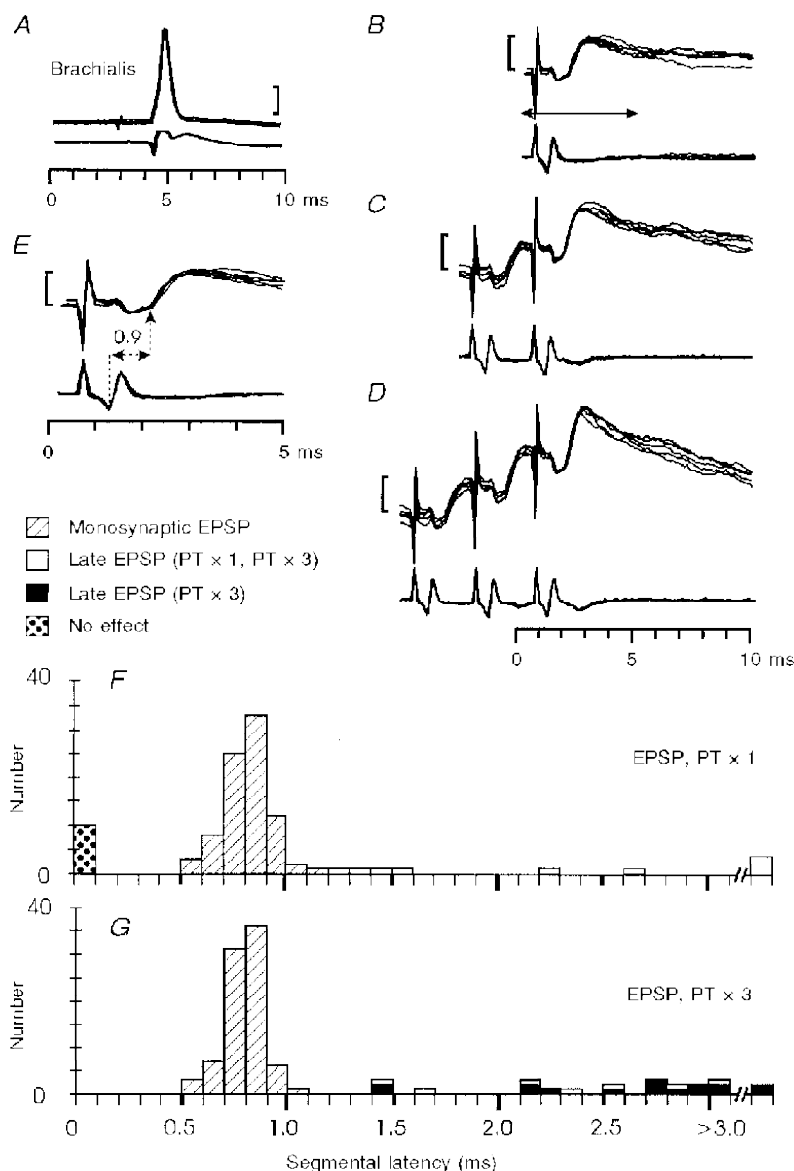 A
Brachialis
0 5 10 ms
B
C
E
0.9
0 5 ms
D
0 5 10 ms
Monosynaptic EPSP
Late EPSP (PT × 1, PT × 3)
Late EPSP (PT × 3)
No effect
40
F
Number
EPSP, PT × 1
0
40
G
Number
EPSP, PT × 3
0
0 0.5 1.0 1.5 2.0 2.5 >3.0
Segmental latency (ms)